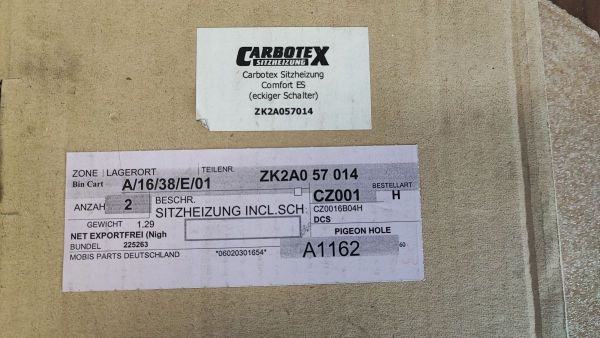 CARBOTEX
SITZHEIZUNG
Carbotex Sitzheizung
Comfort ES
(eckiger Schalter)
ZK2A057014
ZONE LAGERORT TEILENR. ZK2A0 57 014
Bin Cart A/16/38/E/01
ANZAH 2 BESCHR. CZ001 BESTELLART H
SITZHEIZUNG INCL.SCH CZ0016B04H
GEWICHT 1.29 DCS
NET EXPORTFREI (Nigh PIGEON HOLE
BUNDEL 225263 A1162 60
MOBIS PARTS DEUTSCHLAND *06020301654*